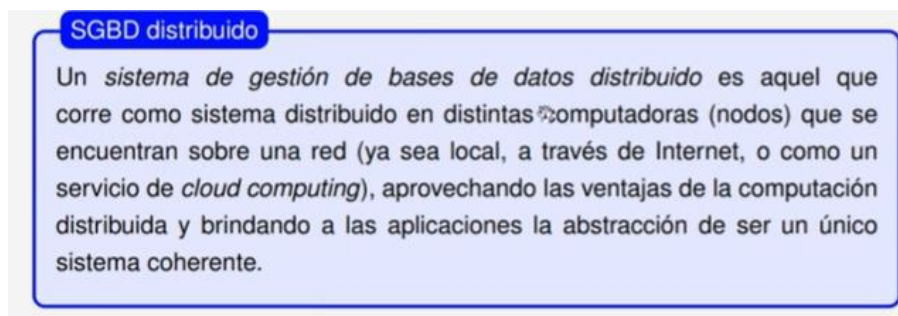 SGBD distribuido
Un sistema de gestión de bases de datos distribuido es aquel que
corre como sistema distribuido en distintas computadoras (nodos) que se
encuentran sobre una red (ya sea local, a través de Internet, o como un
servicio de cloud computing), aprovechando las ventajas de la computación
distribuida y brindando a las aplicaciones la abstracción de ser un único
sistema coherente.